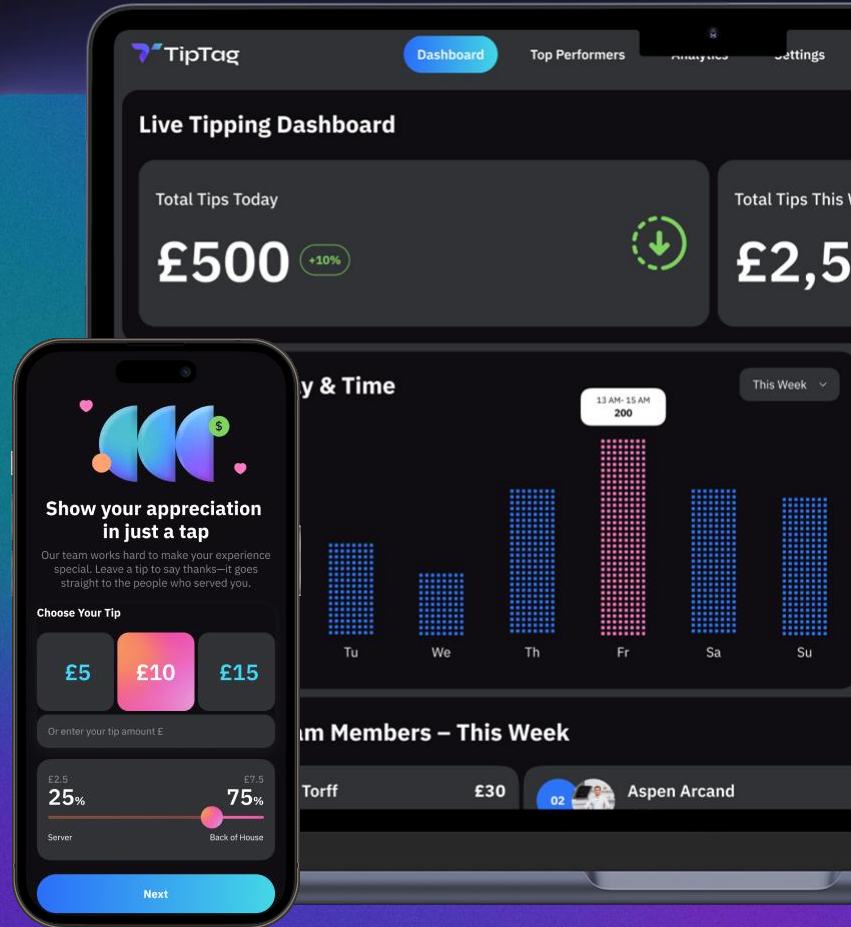 TipTag
Dashboard
Top Performers
Analytics
Settings
Live Tipping Dashboard
Total Tips Today
£500
+10%
Total Tips This
£2,5
& Time
This Week
13 AM- 15 AM
200
Tu
We
Th
Fr
Sa
Su
Members – This Week
Torff
£30
02
Aspen Arcand
$
Show your appreciation
in just a tap
Our team works hard to make your experience
special. Leave a tip to say thanks—it goes
straight to the people who served you.
Choose Your Tip
£5
£10
£15
Or enter your tip amount £
£2.5
£7.5
25%
75%
Server
Back of House
Next